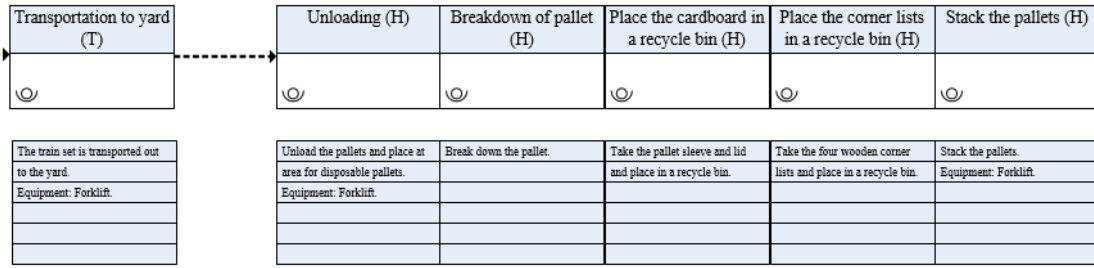 Transportation to yard
(T)
Unloading (H)
Breakdown of pallet
(H)
Place the cardboard in
a recycle bin (H)
Place the corner lists
in a recycle bin (H)
Stack the pallets (H)
The train set is transported out
to the yard.
Equipment: Forklift.
Unload the pallets and place at
area for disposable pallets.
Equipment: Forklift.
Break down the pallet.
Take the pallet sleeve and lid
and place in a recycle bin.
Take the four wooden corner
lists and place in a recycle bin.
Stack the pallets.
Equipment: Forklift.